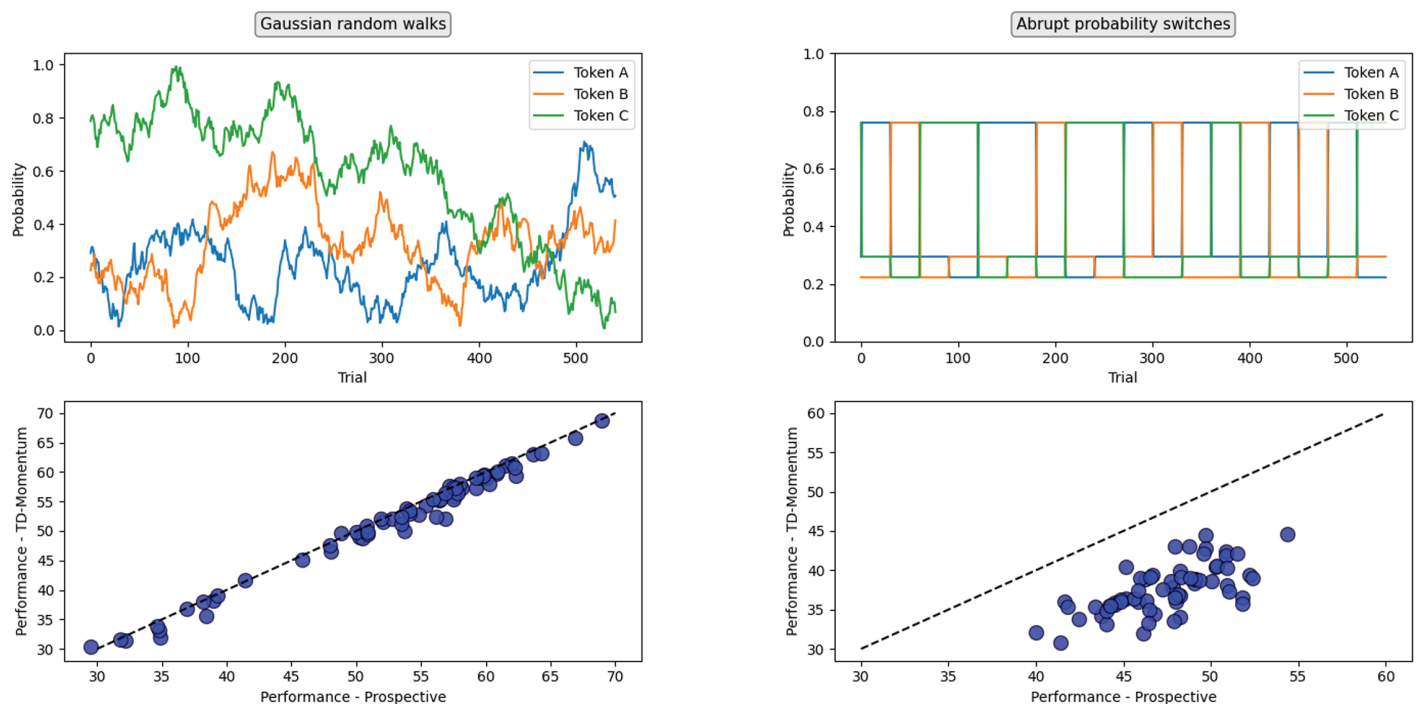 Gaussian random walks
Abrupt probability switches
1.0
0.8
0.6
0.4
0.2
0.0
Probability
Token A
Token B
Token C
0 100 200 300 400 500
Trial
1.0
0.8
0.6
0.4
0.2
0.0
Probability
Token A
Token B
Token C
0 100 200 300 400 500
Trial
70
65
60
55
50
45
40
35
30
Performance - TD-Momentum
30 35 40 45 50 55 60 65 70
Performance - Prospective
60
55
50
45
40
35
30
Performance - TD-Momentum
30 35 40 45 50 55 60
Performance - Prospective